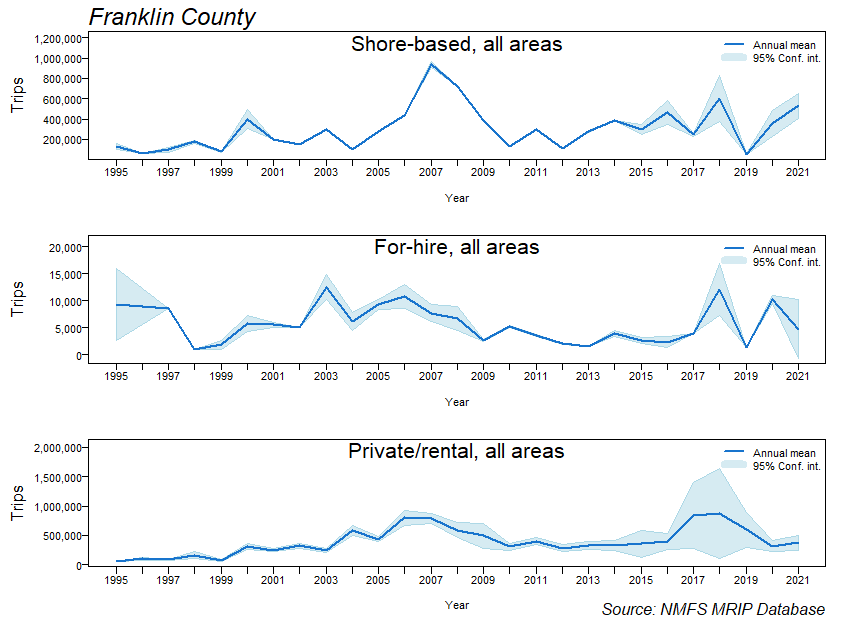 Franklin County
Shore-based, all areas
Annual mean
95% Conf. int.
Trips
1,200,000
1,000,000
800,000
600,000
400,000
200,000
1995 1997 1999 2001 2003 2005 2007 2009 2011 2013 2015 2017 2019 2021
Year
For-hire, all areas
Annual mean
95% Conf. int.
Trips
20,000
15,000
10,000
5,000
0
1995 1997 1999 2001 2003 2005 2007 2009 2011 2013 2015 2017 2019 2021
Year
Private/rental, all areas
Annual mean
95% Conf. int.
Trips
2,000,000
1,500,000
1,000,000
500,000
0
1995 1997 1999 2001 2003 2005 2007 2009 2011 2013 2015 2017 2019 2021
Year
Source: NMFS MRIP Database